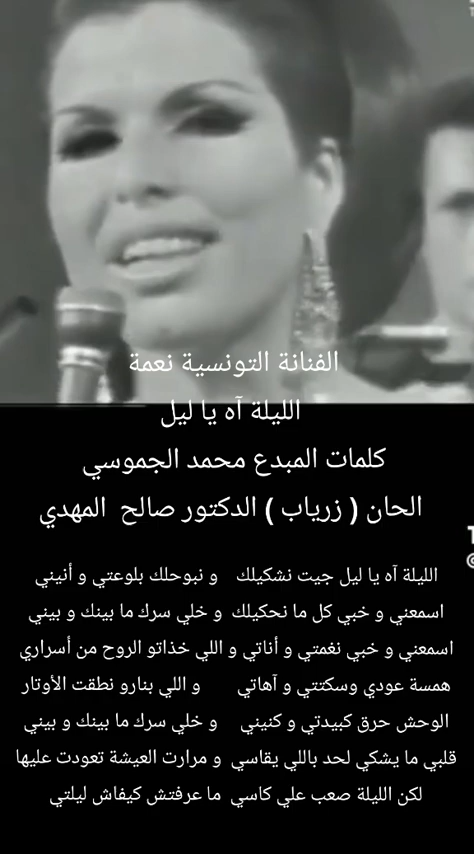 الفنانة التونسية نعمة
الليلة آه يا ليل
كلمات المبدع محمد الجموسي
الحان ( زرياب ) الدكتور صالح المهدي
الليلة آه يا ليل جيت نشكيلك و نبوحلك بلوعتي و أنيني
اسمعني و خبي كل ما نحكيلك و خلي سرك ما بينك و بيني
اسمعني و خبي نغمتي و أناتي و اللي خذاتو الروح من أسراري
همسة عودي وسكتتي و آهاتي و اللي بنارو نطقت الأوتار
الوحش حرق كبيدتي و كنيني و خلي سرك ما بينك و بيني
قلبي ما يشكي لحد باللي يقاسي و مرارت العيشة تعودت عليها
لكن الليلة صعب علي كاسي ما عرفتش كيفاش ليلتي